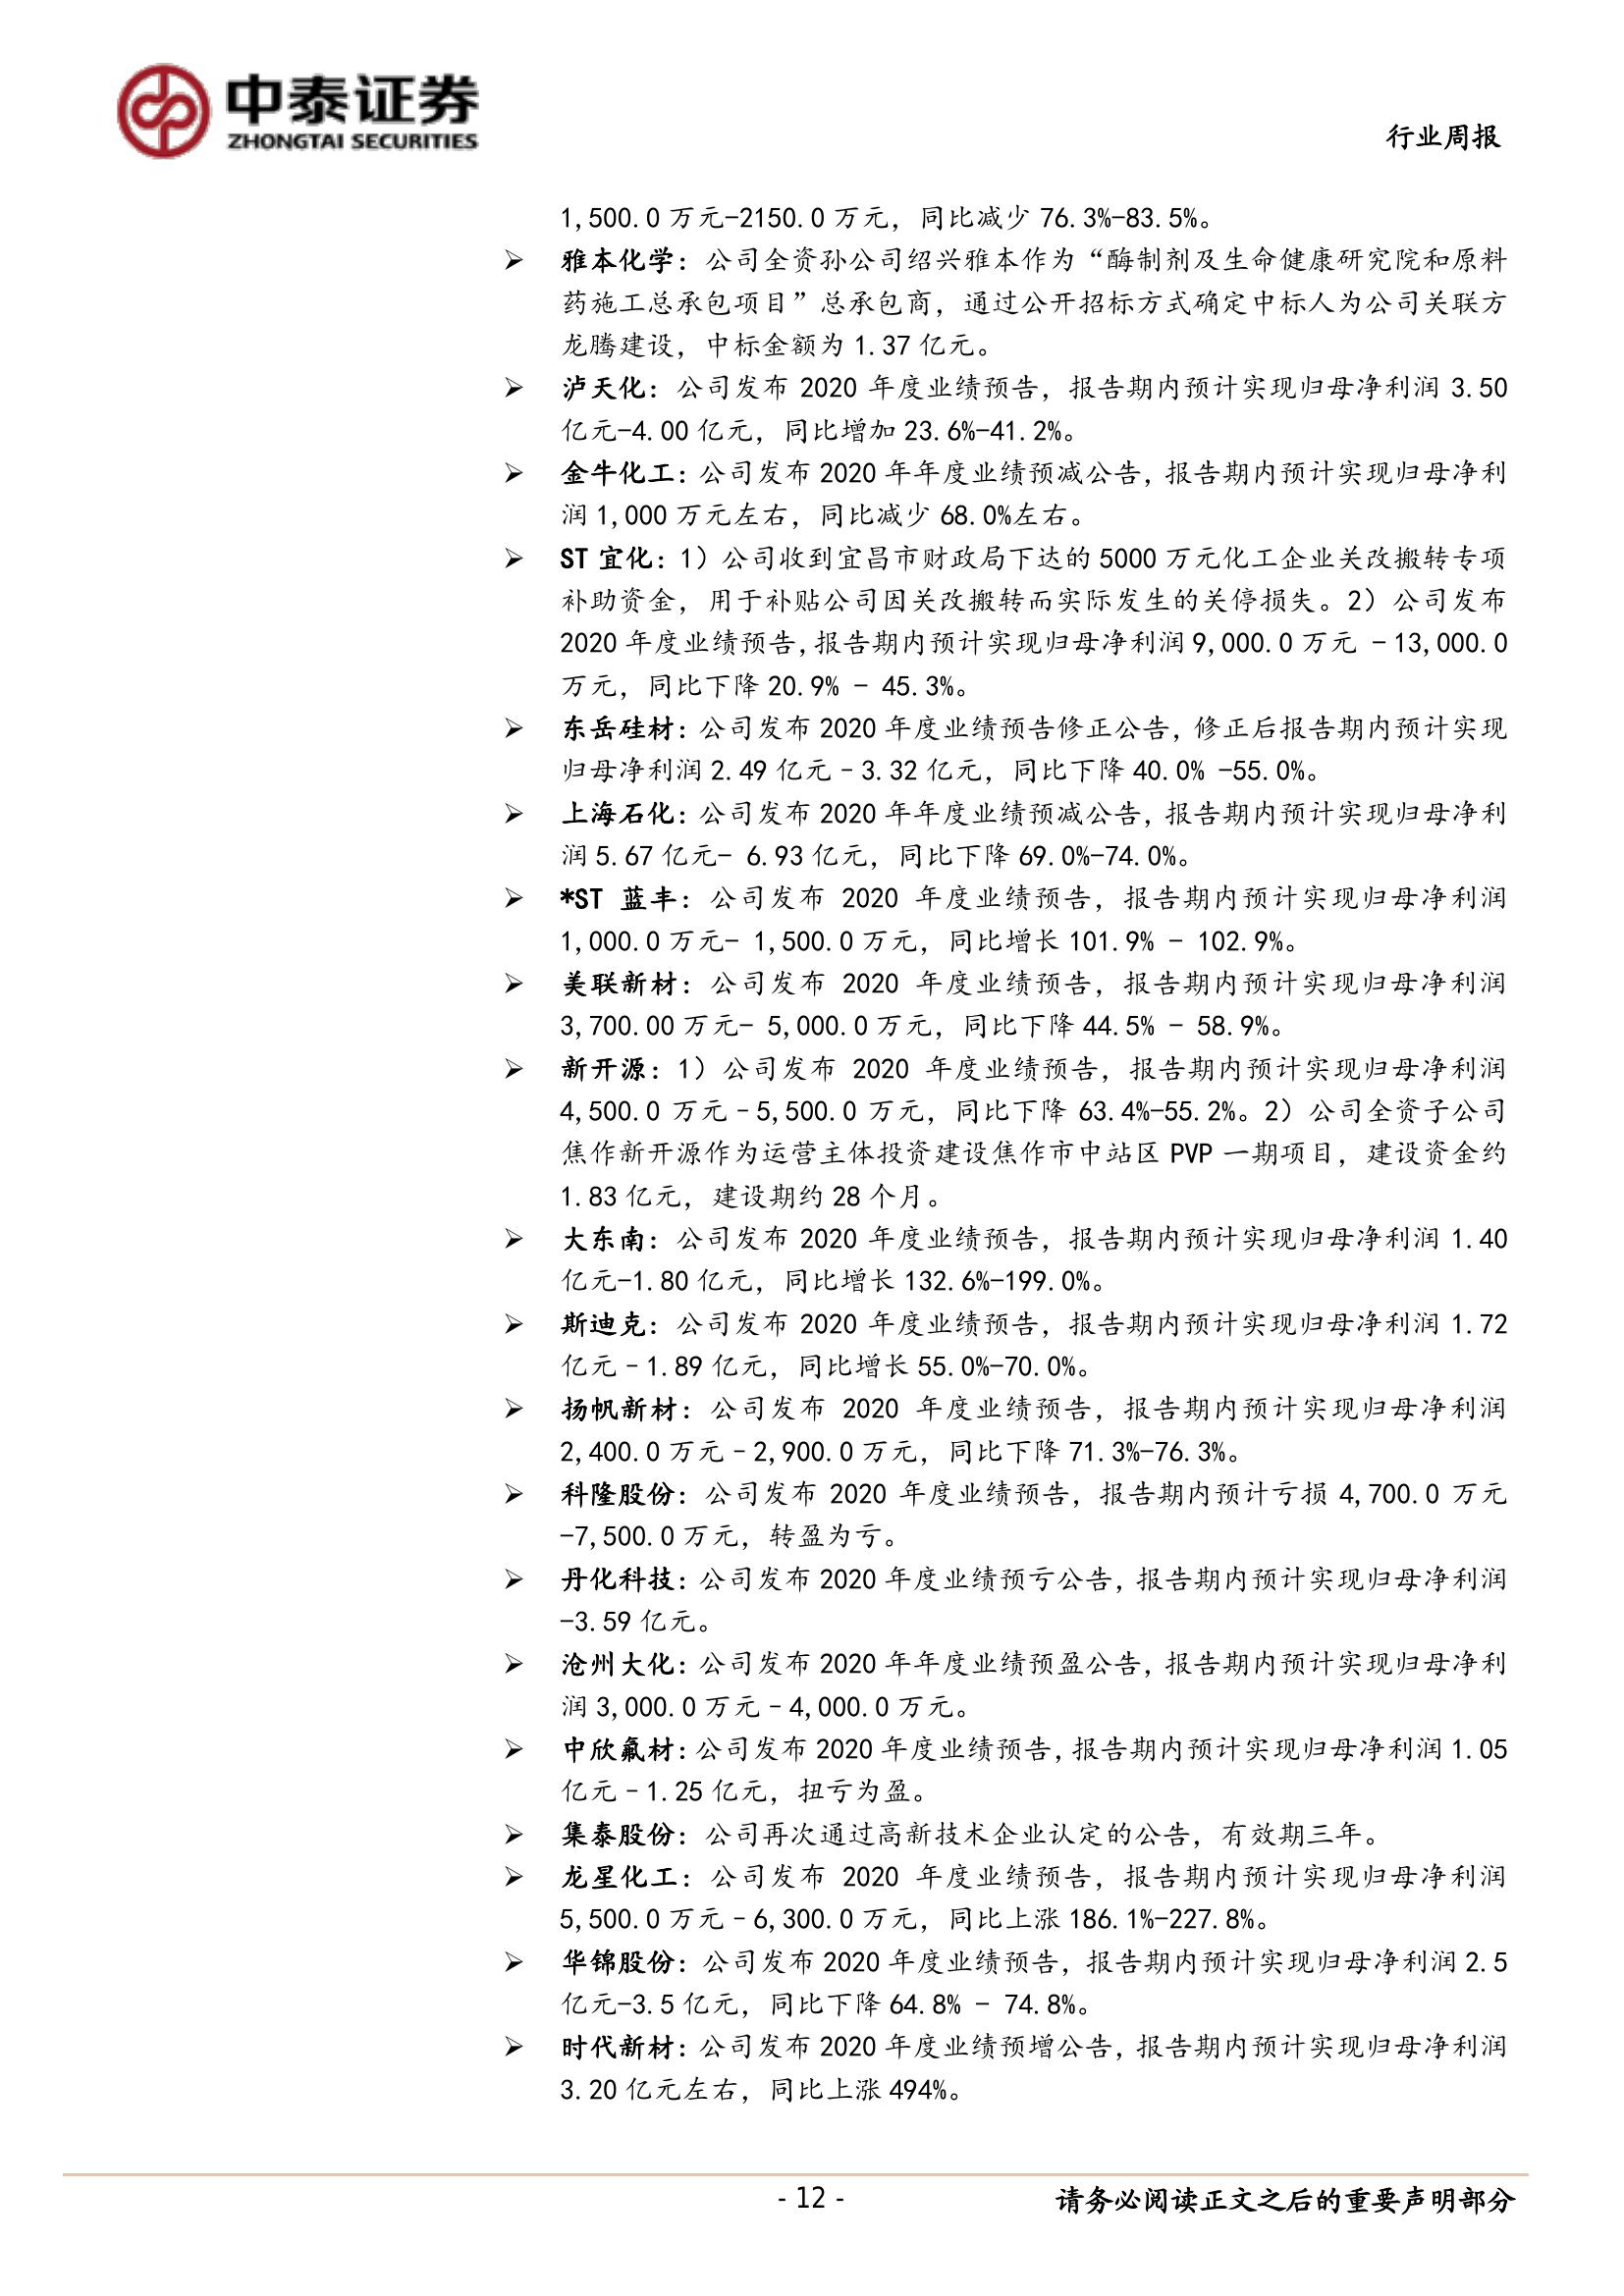 中泰证券
ZHONGTAI SECURITIES
行业周报
1,500.0 万元-2150.0 万元，同比减少 76.3%-83.5%。
➢ 雅本化学：公司全资孙公司绍兴雅本作为“酶制剂及生命健康研究院和原料
药施工总承包项目”总承包商，通过公开招标方式确定中标人为公司关联方
龙腾建设，中标金额为 1.37 亿元。
➢ 泸天化：公司发布 2020 年度业绩预告，报告期内预计实现归母净利润 3.50
亿元-4.00 亿元，同比增加 23.6%-41.2%。
➢ 金牛化工：公司发布 2020 年年度业绩预减公告，报告期内预计实现归母净利
润 1,000 万元左右，同比减少 68.0%左右。
➢ ST 宜化：1）公司收到宜昌市财政局下达的 5000 万元化工企业关改搬转专项
补助资金，用于补贴公司因关改搬转而实际发生的关停损失。2）公司发布
2020 年度业绩预告，报告期内预计实现归母净利润 9,000.0 万元 –13,000.0
万元，同比下降 20.9% - 45.3%。
➢ 东岳硅材：公司发布 2020 年度业绩预告修正公告，修正后报告期内预计实现
归母净利润 2.49 亿元–3.32 亿元，同比下降 40.0% -55.0%。
➢ 上海石化：公司发布 2020 年年度业绩预减公告，报告期内预计实现归母净利
润 5.67 亿元- 6.93 亿元，同比下降 69.0%-74.0%。
➢ *ST 蓝丰：公司发布 2020 年度业绩预告，报告期内预计实现归母净利润
1,000.0 万元- 1,500.0 万元，同比增长 101.9% - 102.9%。
➢ 美联新材：公司发布 2020 年度业绩预告，报告期内预计实现归母净利润
3,700.00 万元- 5,000.0 万元，同比下降 44.5% - 58.9%。
➢ 新开源：1）公司发布 2020 年度业绩预告，报告期内预计实现归母净利润
4,500.0 万元–5,500.0 万元，同比下降 63.4%-55.2%。2）公司全资子公司
焦作新开源作为运营主体投资建设焦作市中站区 PVP 一期项目，建设资金约
1.83 亿元，建设期约 28 个月。
➢ 大东南：公司发布 2020 年度业绩预告，报告期内预计实现归母净利润 1.40
亿元-1.80 亿元，同比增长 132.6%-199.0%。
➢ 斯迪克：公司发布 2020 年度业绩预告，报告期内预计实现归母净利润 1.72
亿元–1.89 亿元，同比增长 55.0%-70.0%。
➢ 扬帆新材：公司发布 2020 年度业绩预告，报告期内预计实现归母净利润
2,400.0 万元–2,900.0 万元，同比下降 71.3%-76.3%。
➢ 科隆股份：公司发布 2020 年度业绩预告，报告期内预计亏损 4,700.0 万元
-7,500.0 万元，转盈为亏。
➢ 丹化科技：公司发布 2020 年度业绩预亏公告，报告期内预计实现归母净利润
-3.59 亿元。
➢ 沧州大化：公司发布 2020 年年度业绩预盈公告，报告期内预计实现归母净利
润 3,000.0 万元–4,000.0 万元。
➢ 中欣氟材：公司发布 2020 年度业绩预告，报告期内预计实现归母净利润 1.05
亿元–1.25 亿元，扭亏为盈。
➢ 集泰股份：公司再次通过高新技术企业认定的公告，有效期三年。
➢ 龙星化工：公司发布 2020 年度业绩预告，报告期内预计实现归母净利润
5,500.0 万元–6,300.0 万元，同比上涨 186.1%-227.8%。
➢ 华锦股份：公司发布 2020 年度业绩预告，报告期内预计实现归母净利润 2.5
亿元-3.5 亿元，同比下降 64.8% - 74.8%。
➢ 时代新材：公司发布 2020 年度业绩预增公告，报告期内预计实现归母净利润
3.20 亿元左右，同比上涨 494%。
- 12 -
请务必阅读正文之后的重要声明部分